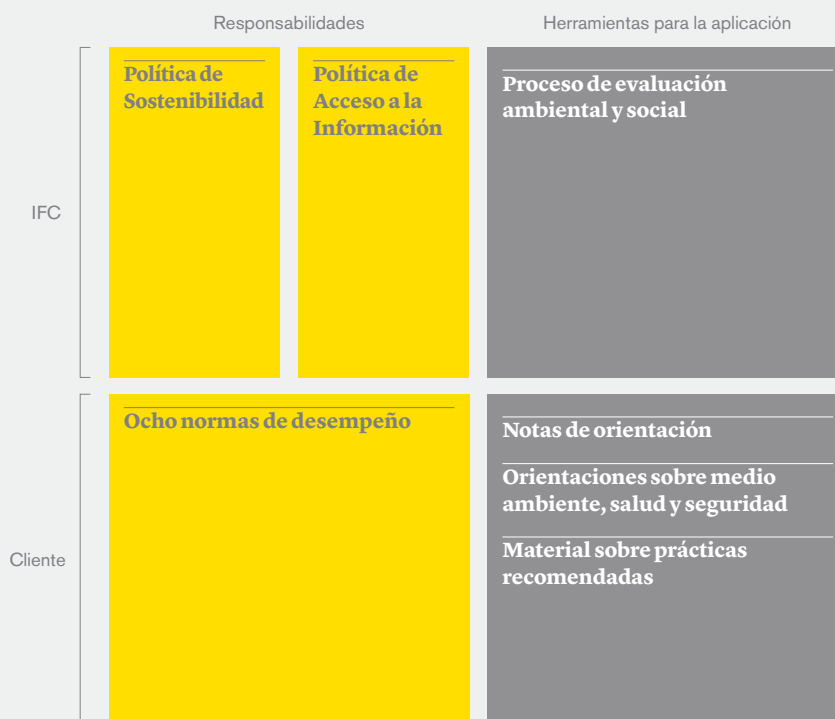 Responsabilidades
Herramientas para la aplicación
IFC
Política de
Sostenibilidad
Política de
Acceso a la
Información
Proceso de evaluación
ambiental y social
Cliente
Ocho normas de desempeño
Notas de orientación
Orientaciones sobre medio
ambiente, salud y seguridad
Material sobre prácticas
recomendadas